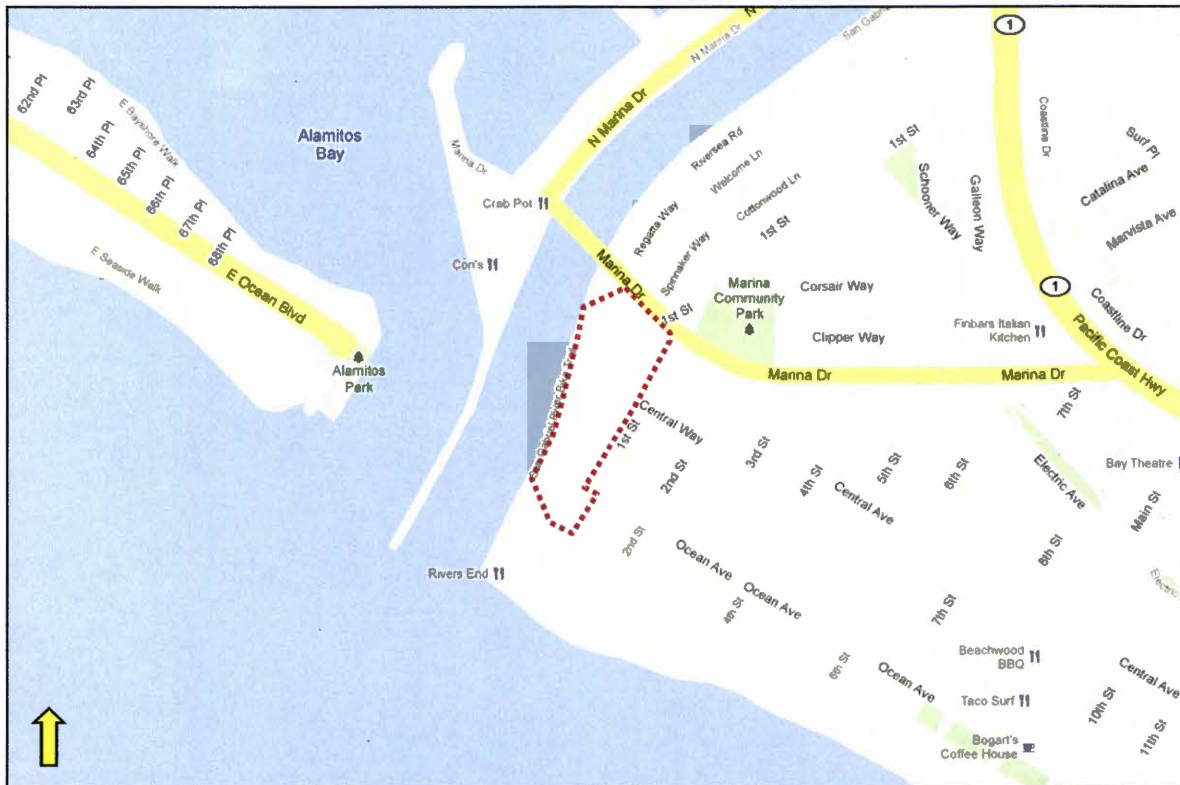 62nd Pl
63rd Pl
64th Pl
65th Pl
66th Pl
67th Pl
68th Pl
E Bayshore Walk
E Seaside Walk
E Ocean Blvd
Alamitos
Park
Alamitos
Bay
Marina Dr
Crab Pot
N Marina Dr
N Marina Dr
N
San Gabriel
Marina Dr
1st St
Regatta Way
Spinnaker Way
Riversea Rd
Welcome Ln
Cottonwood Ln
1st St
Marina
Community
Park
1st St
Schooner Way
Galleon Way
Corsair Way
Clipper Way
1
1
Coastline Dr
Surf Pl
Catalina Ave
Marvista Ave
Coastline Dr
Pacific Coast Hwy
Finbars Italian
Kitchen
Marina Dr
Marina Dr
River Bike Trail
1st St
Central Way
2nd St
3rd St
4th St
Central Ave
5th St
6th St
7th St
Electric Ave
Bay Theatre
Main St
8th St
Electric
2nd St
Ocean Ave
Ocean Ave
4th St
6th St
7th St
Ocean Ave
Rivers End
Beachwood
BBQ
Taco Surf
Bogart's
Coffee House
Central Ave
10th St
11th St